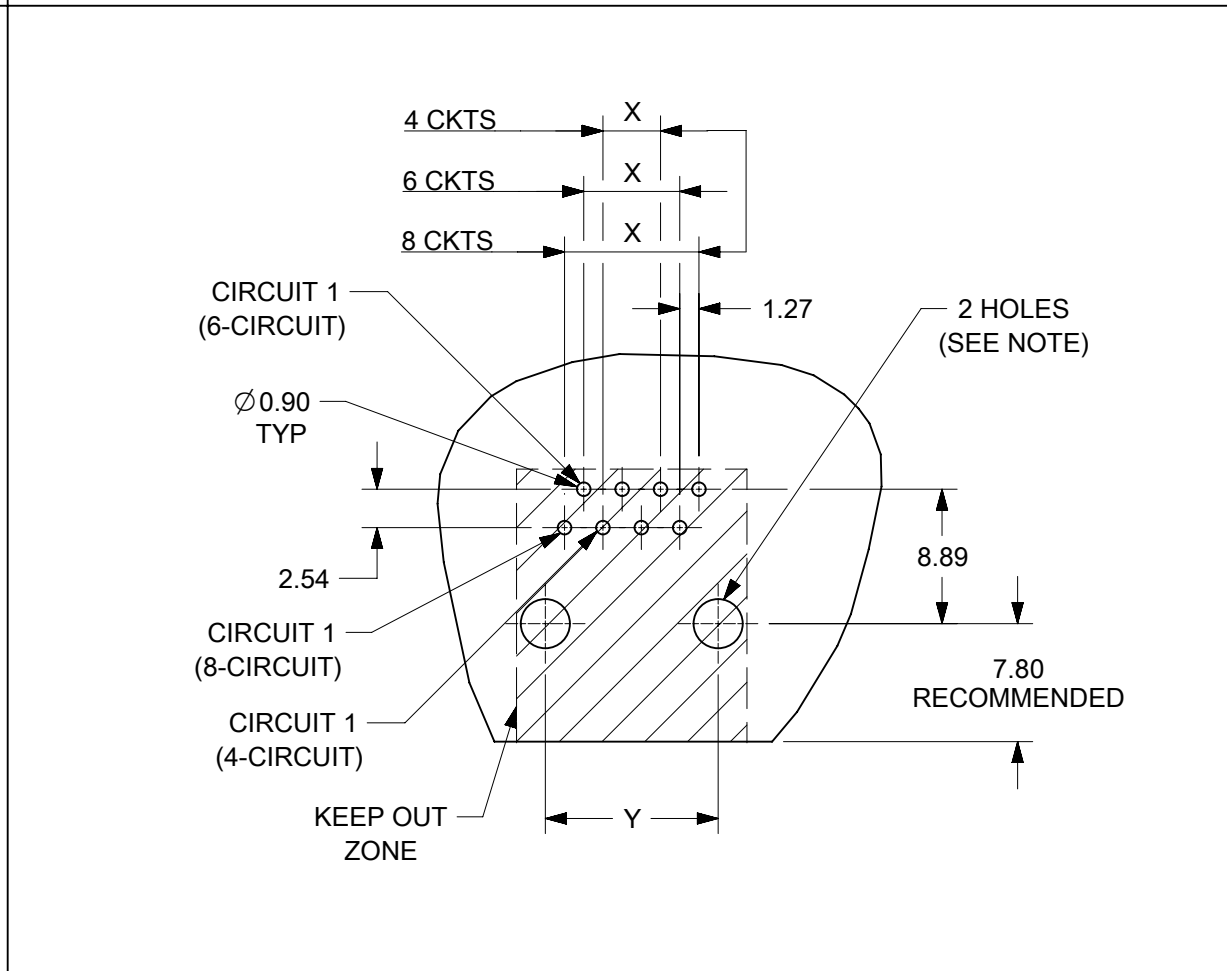 4 CKTS
X
6 CKTS
X
8 CKTS
X
CIRCUIT 1
(6-CIRCUIT)
1.27
2 HOLES
(SEE NOTE)
∅0.90
TYP
2.54
8.89
CIRCUIT 1
(8-CIRCUIT)
7.80
RECOMMENDED
CIRCUIT 1
(4-CIRCUIT)
KEEP OUT
ZONE
Y